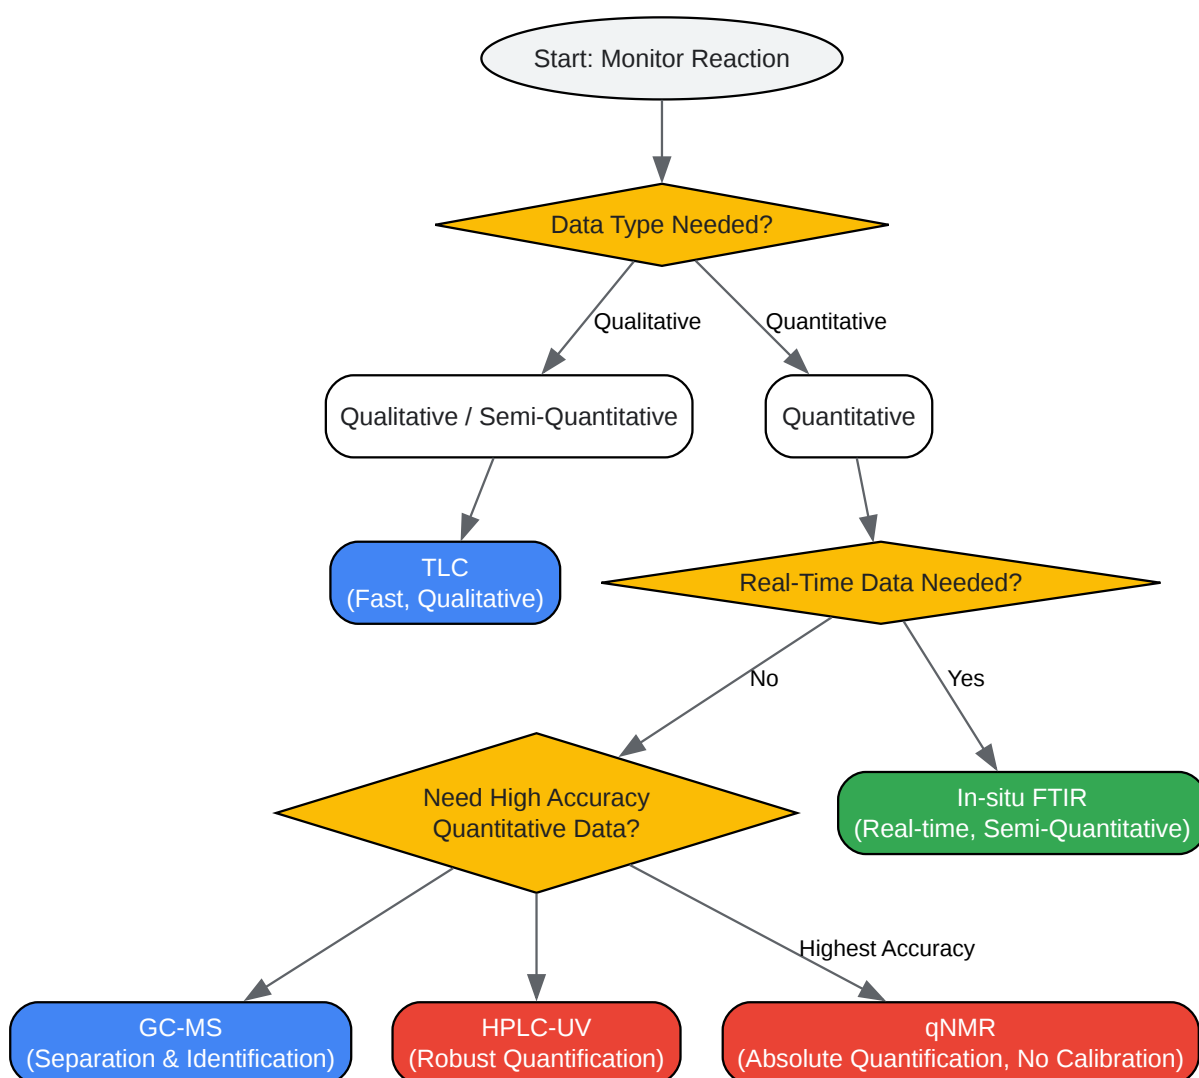 Start: Monitor Reaction
Data Type Needed?
Qualitative
Quantitative
Qualitative / Semi-Quantitative
Quantitative
TLC
(Fast, Qualitative)
Real-Time Data Needed?
No
Yes
Need High Accuracy
Quantitative Data?
In-situ FTIR
(Real-time, Semi-Quantitative)
Highest Accuracy
GC-MS
(Separation & Identification)
HPLC-UV
(Robust Quantification)
qNMR
(Absolute Quantification, No Calibration)